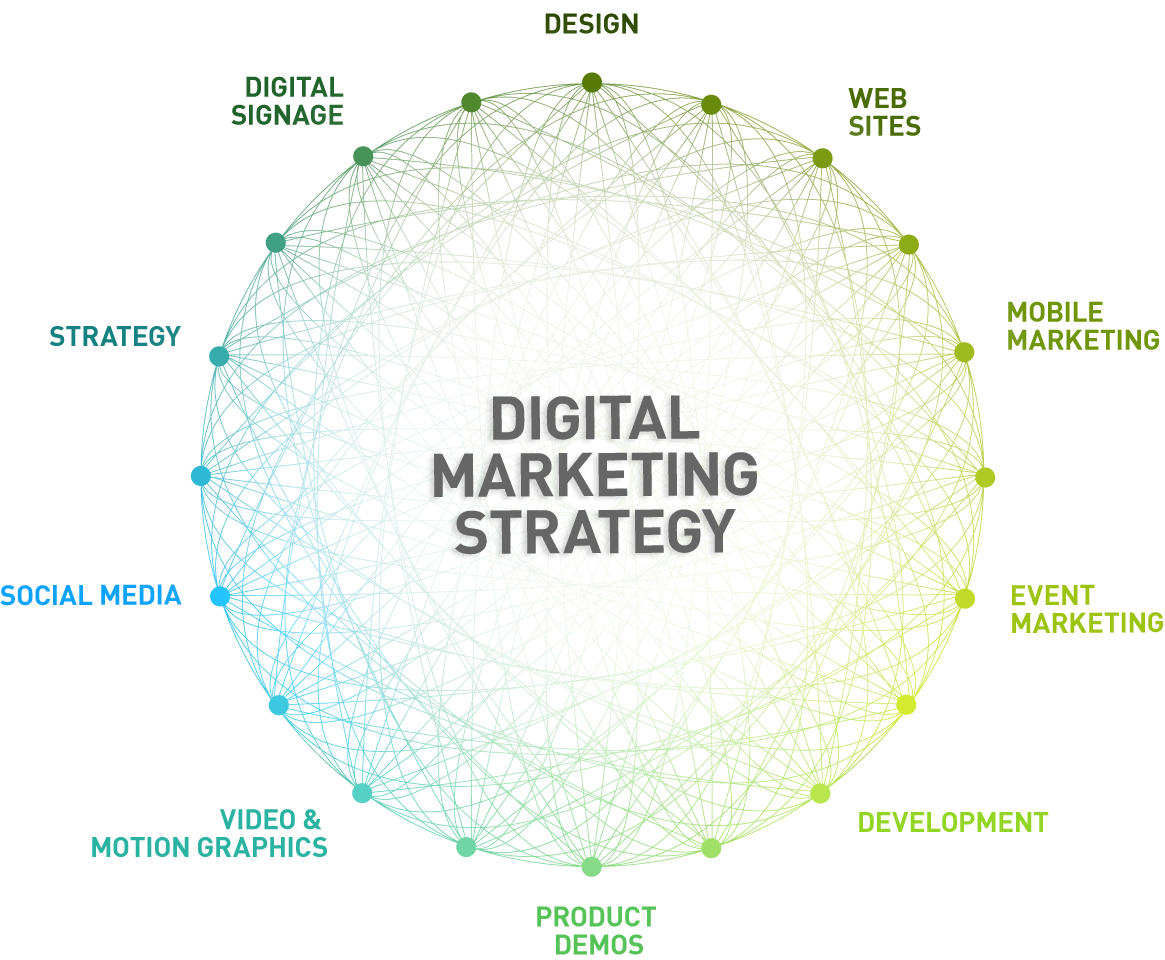 DESIGN
DIGITAL
SIGNAGE
WEB
SITES
MOBILE
MARKETING
STRATEGY
DIGITAL
MARKETING
STRATEGY
SOCIAL MEDIA
EVENT
MARKETING
VIDEO &
MOTION GRAPHICS
DEVELOPMENT
PRODUCT
DEMOS